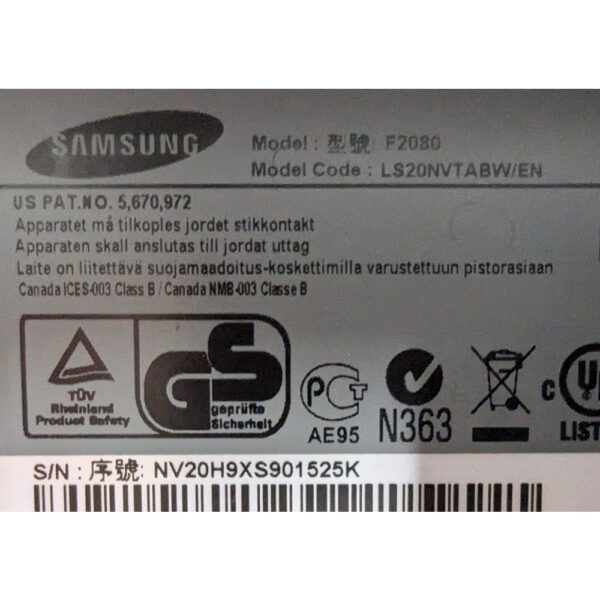 SAMSUNG
Model : 型號 F2080
Model Code : LS20NVTABW/EN
US PAT.NO. 5,670,972
Apparatet må tilkoples jordet stikkontakt
Apparaten skall anslutas till jordat uttag
Laite on liitettävä suojamaadoitus-koskettimilla varustettuun pistorasiaan
Canada ICES-003 Class B / Canada NMB-003 Classe B
TÜV
Rheinland
Product Safety
GS
geprüfte
Sicherheit
PCT
AE95
N363
c UL
LIST
S/N : 序號: NV20H9XS901525K